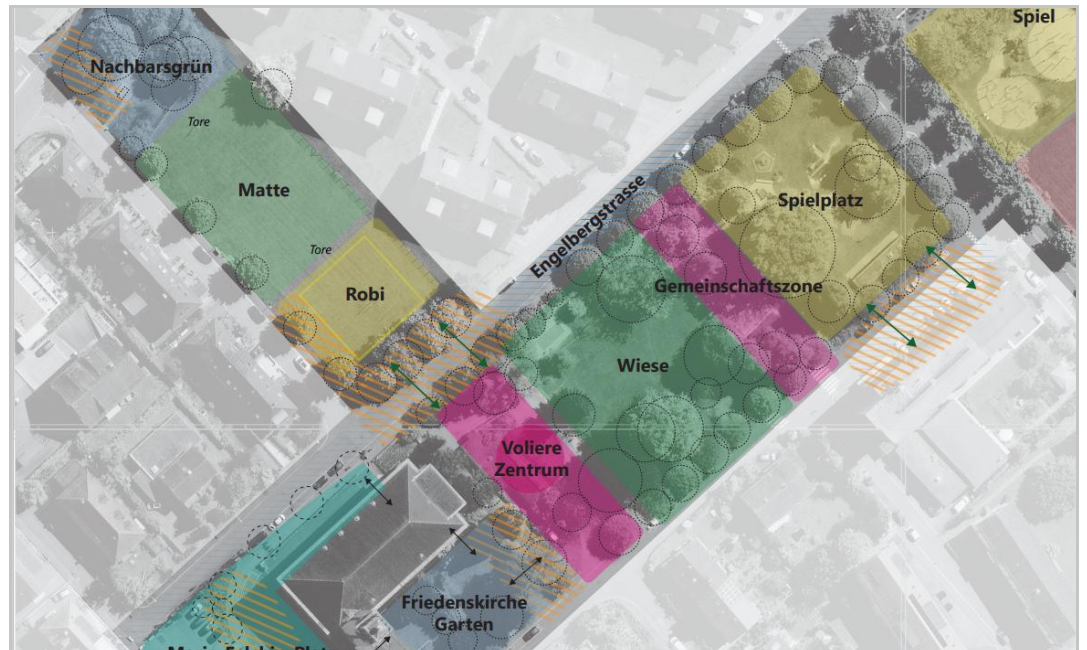 Spiel
Nachbarsgrün
Tore
Matte
Spielplatz
Engelbergstrasse
Tore
Gemeinschaftszone
Robi
Wiese
Voliere
Zentrum
Friedenskirche
Garten